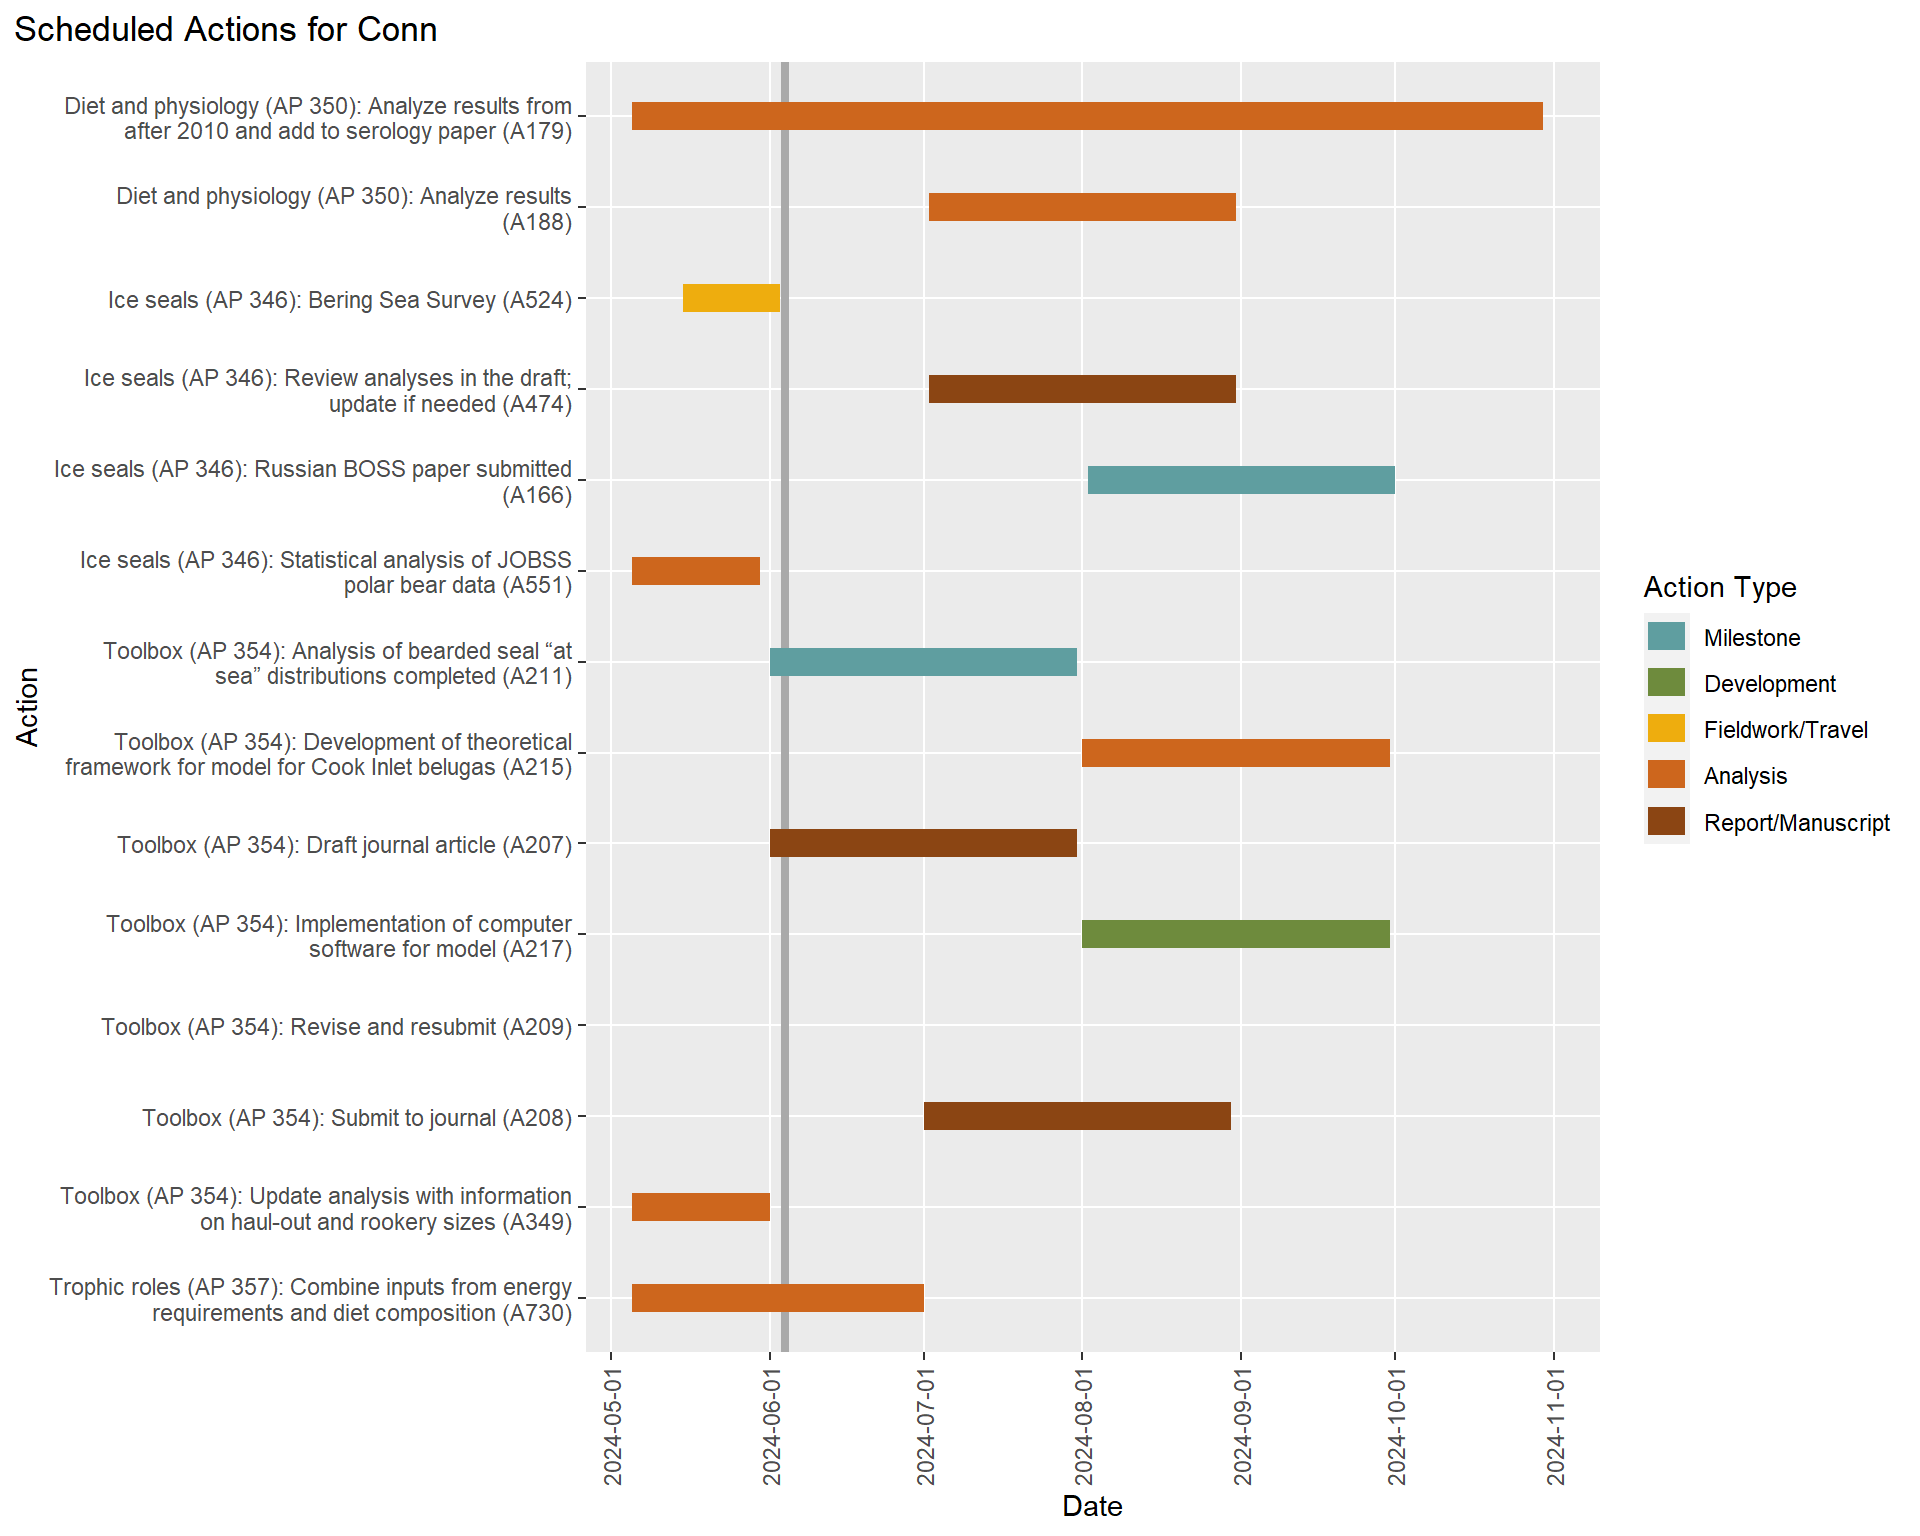 Scheduled Actions for Conn
Diet and physiology (AP 350): Analyze results from
after 2010 and add to serology paper (A179)
Diet and physiology (AP 350): Analyze results
(A188)
Ice seals (AP 346): Bering Sea Survey (A524)
Ice seals (AP 346): Review analyses in the draft;
update if needed (A474)
Ice seals (AP 346): Russian BOSS paper submitted
(A166)
Ice seals (AP 346): Statistical analysis of JOBSS
polar bear data (A551)
Toolbox (AP 354): Analysis of bearded seal “at
sea” distributions completed (A211)
Toolbox (AP 354): Development of theoretical
framework for model for Cook Inlet belugas (A215)
Toolbox (AP 354): Draft journal article (A207)
Toolbox (AP 354): Implementation of computer
software for model (A217)
Toolbox (AP 354): Revise and resubmit (A209)
Toolbox (AP 354): Submit to journal (A208)
Toolbox (AP 354): Update analysis with information
on haul-out and rookery sizes (A349)
Trophic roles (AP 357): Combine inputs from energy
requirements and diet composition (A730)
Action
2024-05-01
2024-06-01
2024-07-01
2024-08-01
2024-09-01
2024-10-01
2024-11-01
Date
Action Type
Milestone
Development
Fieldwork/Travel
Analysis
Report/Manuscript